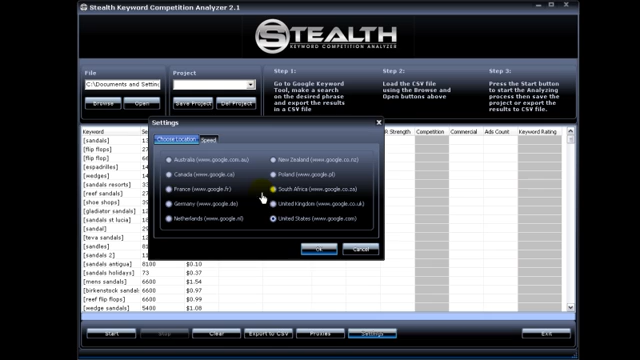 Stealth Keyword Competition Analyzer 2.1
STEALTH
KEYWORD COMPETITION ANALYZER
File
C:\Documents and Setting
Browse Open
Project
Save Project Del Project
Step 1:
Go to Google Keyword
Tool, make a search
on the desired phrase
and export the results
in a CSV file
Step 2:
Load the CSV file
using the Browse and
Open buttons above
Step 3:
Press the Start button
to start the Analyzing
process then save the
project or export the
results to CSV.
Keyword Strength Competition Commercial Ads Count Keyword Rating
Settings
Choose Location Speed
Australia (www.google.com.au) New Zealand (www.google.co.nz)
Canada (www.google.ca) Poland (www.google.pl)
France (www.google.fr) South Africa (www.google.co.za)
Germany (www.google.de) United Kingdom (www.google.co.uk)
Netherlands (www.google.nl) United States (www.google.com)
OK Cancel
[sandals]
[flip flops]
[espadrilles]
[wedding sandals]
[sandals resorts]
[reef sandals]
[shoe shops]
[gladiator sandals]
[sandals st lucia]
[sandal]
[teva sandals]
[sandles]
[sandals 2]
[sandals antigua] 8100 $0.10
[sandals holidays] 73 $0.37
[mens sandals] $1.54
[birkenstock sandals] $0.99
[reef flip flops] $0.97
[wedge sandals] 5400 $1.08
Start Stop Clear Export to CSV Proxies Settings Exit